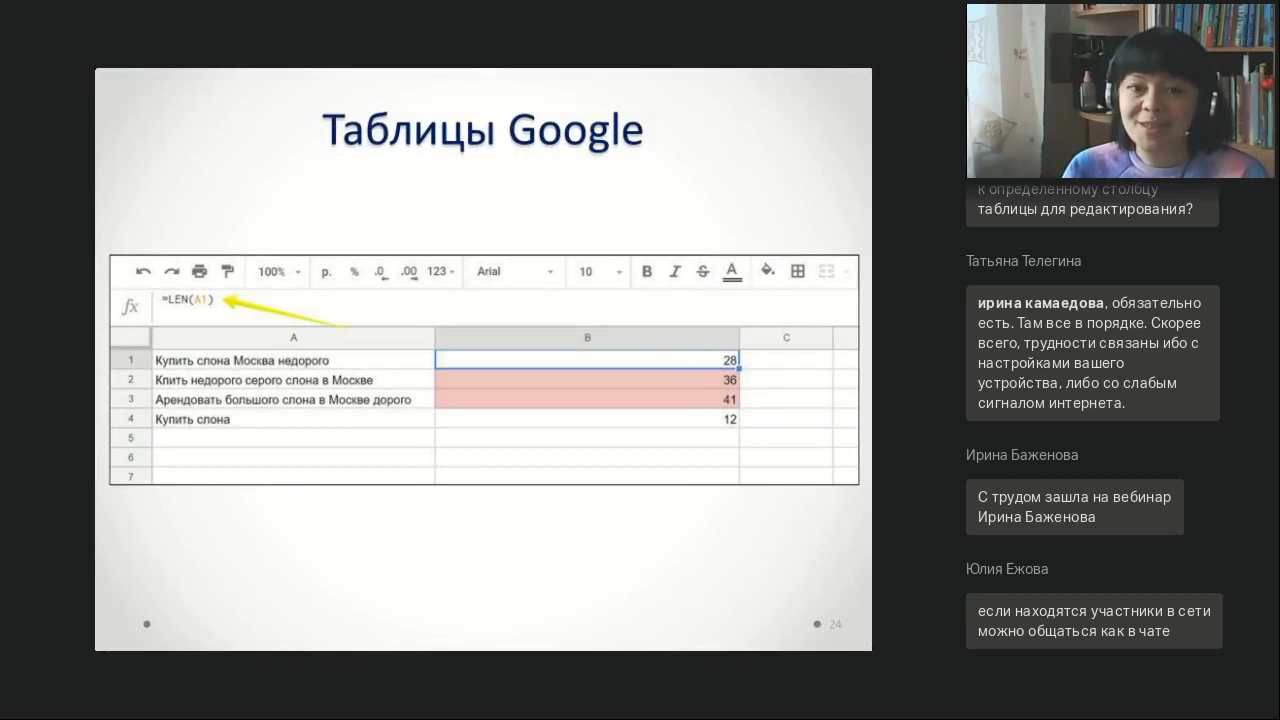 Таблицы Google
100% р. % .0 .00 123 Arial 10 B I S A
fx =LEN(A1)
A B C
1 Купить слона Москва недорого 28
2 Кпить недорого серого слона в Москве 36
3 Арендовать большого слона в Москве дорого 41
4 Купить слона 12
5
6
7
24
к определенному столбцу
таблицы для редактирования?
Татьяна Телегина
ирина камаедова, обязательно
есть. Там все в порядке. Скорее
всего, трудности связаны ибо с
настройками вашего
устройства, либо со слабым
сигналом интернета.
Ирина Баженова
С трудом зашла на вебинар
Ирина Баженова
Юлия Ежова
если находятся участники в сети
можно общаться как в чате